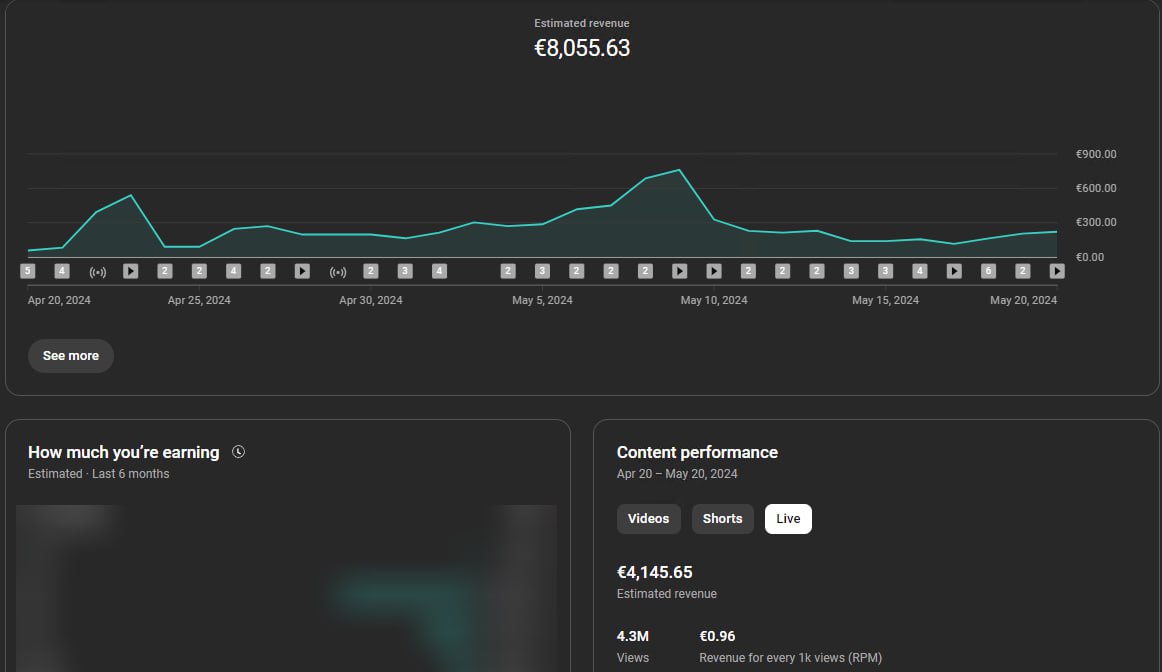 Estimated revenue
€8,055.63
€900.00
€600.00
€300.00
€0.00
5 4 2 2 4 2 2 3 4 2 3 2 2 2 2 2 2 3 3 4 6 2
Apr 20, 2024 Apr 25, 2024 Apr 30, 2024 May 5, 2024 May 10, 2024 May 15, 2024 May 20, 2024
See more
How much you’re earning
Estimated · Last 6 months
Content performance
Apr 20 – May 20, 2024
Videos Shorts Live
€4,145.65
Estimated revenue
4.3M €0.96
Views Revenue for every 1k views (RPM)